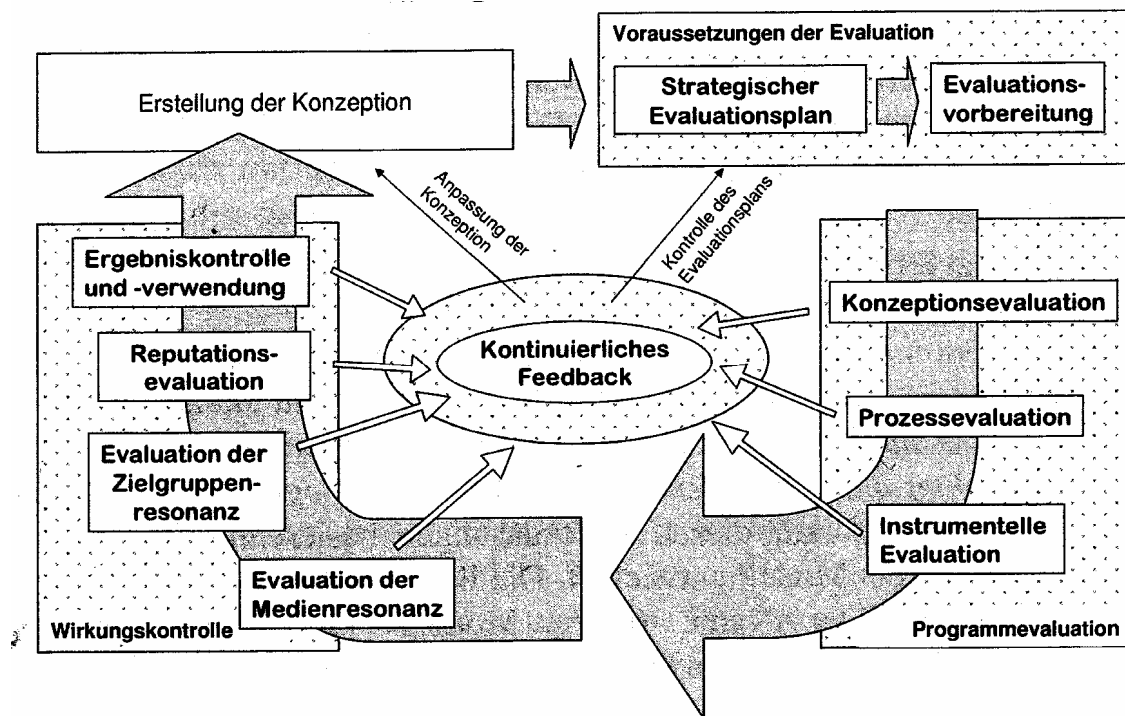 Voraussetzungen der Evaluation
Erstellung der Konzeption
Strategischer
Evaluationsplan
Evaluations-
vorbereitung
Anpassung der
Konzeption
Kontrolle des
Evaluationsplans
Ergebniskontrolle
und -verwendung
Reputations-
evaluation
Evaluation der
Zielgruppen-
resonanz
Evaluation der
Medienresonanz
Wirkungskontrolle
Kontinuierliches
Feedback
Konzeptionsevaluation
Prozessevaluation
Instrumentelle
Evaluation
Programmevaluation